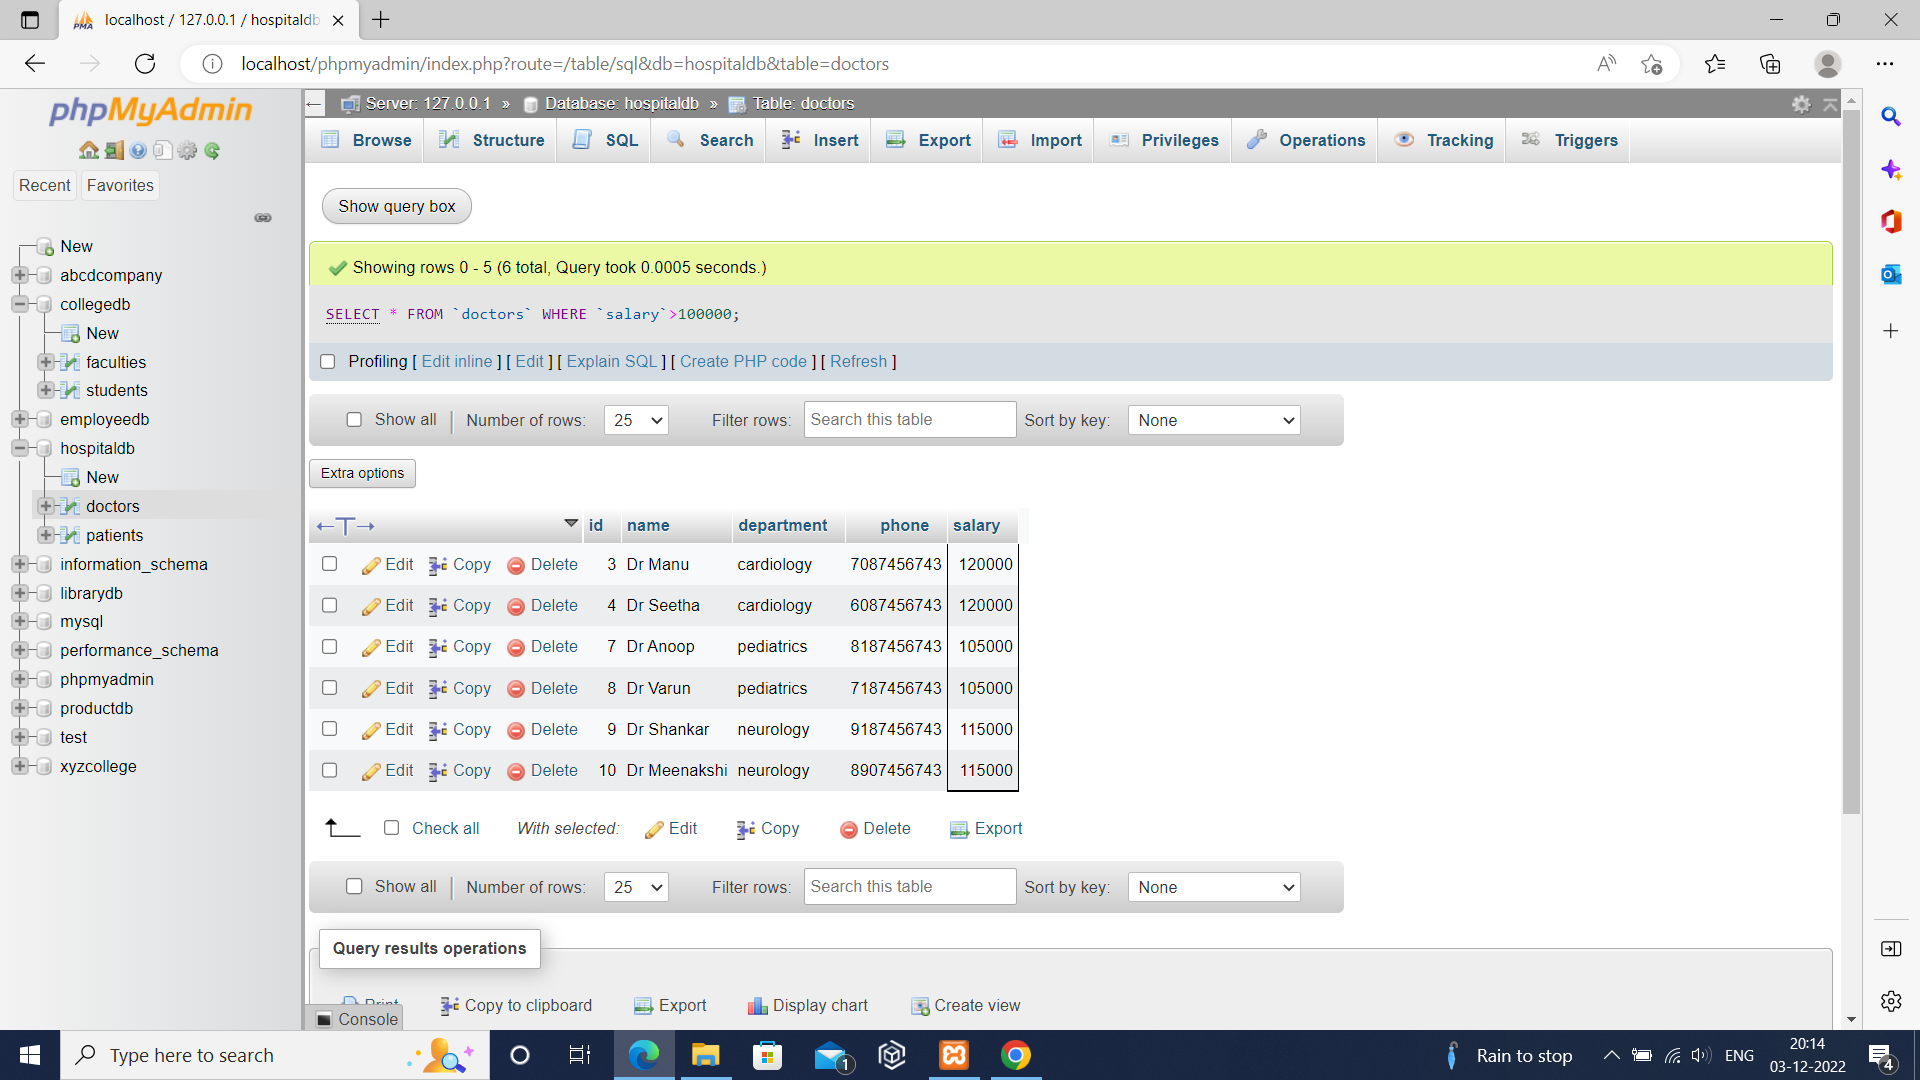 localhost / 127.0.0.1 / hospitaldb
localhost/phpmyadmin/index.php?route=/table/sql&db=hospitaldb&table=doctors
phpMyAdmin
Recent Favorites
New
abcdcompany
collegedb
New
faculties
students
employeedb
hospitaldb
New
doctors
patients
information_schema
librarydb
mysql
performance_schema
phpmyadmin
productdb
test
xyzcollege
Server: 127.0.0.1 » Database: hospitaldb » Table: doctors
Browse Structure SQL Search Insert Export Import Privileges Operations Tracking Triggers
Show query box
Showing rows 0 - 5 (6 total, Query took 0.0005 seconds.)
SELECT * FROM `doctors` WHERE `salary`>100000;
Profiling [ Edit inline ] [ Edit ] [ Explain SQL ] [ Create PHP code ] [ Refresh ]
Show all Number of rows: 25 Filter rows: Search this table Sort by key: None
Extra options
←T→ id name department phone salary
Edit Copy Delete 3 Dr Manu cardiology 7087456743 120000
Edit Copy Delete 4 Dr Seetha cardiology 6087456743 120000
Edit Copy Delete 7 Dr Anoop pediatrics 8187456743 105000
Edit Copy Delete 8 Dr Varun pediatrics 7187456743 105000
Edit Copy Delete 9 Dr Shankar neurology 9187456743 115000
Edit Copy Delete 10 Dr Meenakshi neurology 8907456743 115000
Check all With selected: Edit Copy Delete Export
Show all Number of rows: 25 Filter rows: Search this table Sort by key: None
Query results operations
Print Copy to clipboard Export Display chart Create view
Console
Type here to search
1
Rain to stop
ENG
20:14
03-12-2022
4